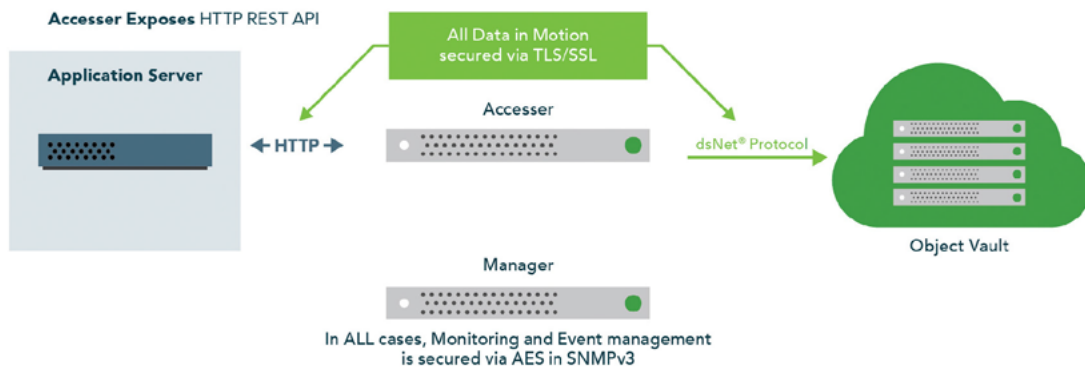 Accesser Exposes HTTP REST API
All Data in Motion
secured via TLS/SSL
Application Server
Accesser
HTTP
dsNet® Protocol
Object Vault
Manager
In ALL cases, Monitoring and Event management
is secured via AES in SNMPv3